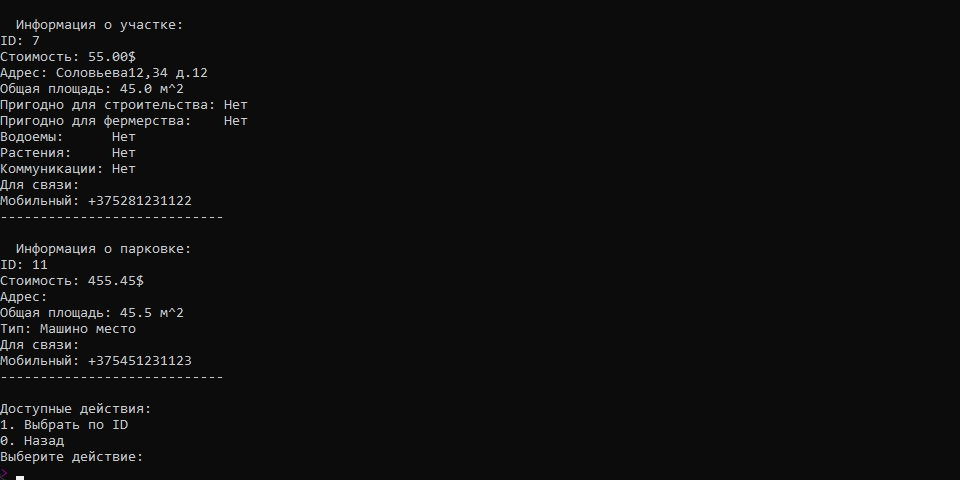 Информация о участке:
ID: 7
Стоимость: 55.00$
Адрес: Соловьева12,34 д.12
Общая площадь: 45.0 м^2
Пригодно для строительства: Нет
Пригодно для фермерства: Нет
Водоемы: Нет
Растения: Нет
Коммуникации: Нет
Для связи:
Мобильный: +375281231122
----------------------------
Информация о парковке:
ID: 11
Стоимость: 455.45$
Адрес:
Общая площадь: 45.5 м^2
Тип: Машино место
Для связи:
Мобильный: +375451231123
----------------------------
Доступные действия:
1. Выбрать по ID
0. Назад
Выберите действие:
>